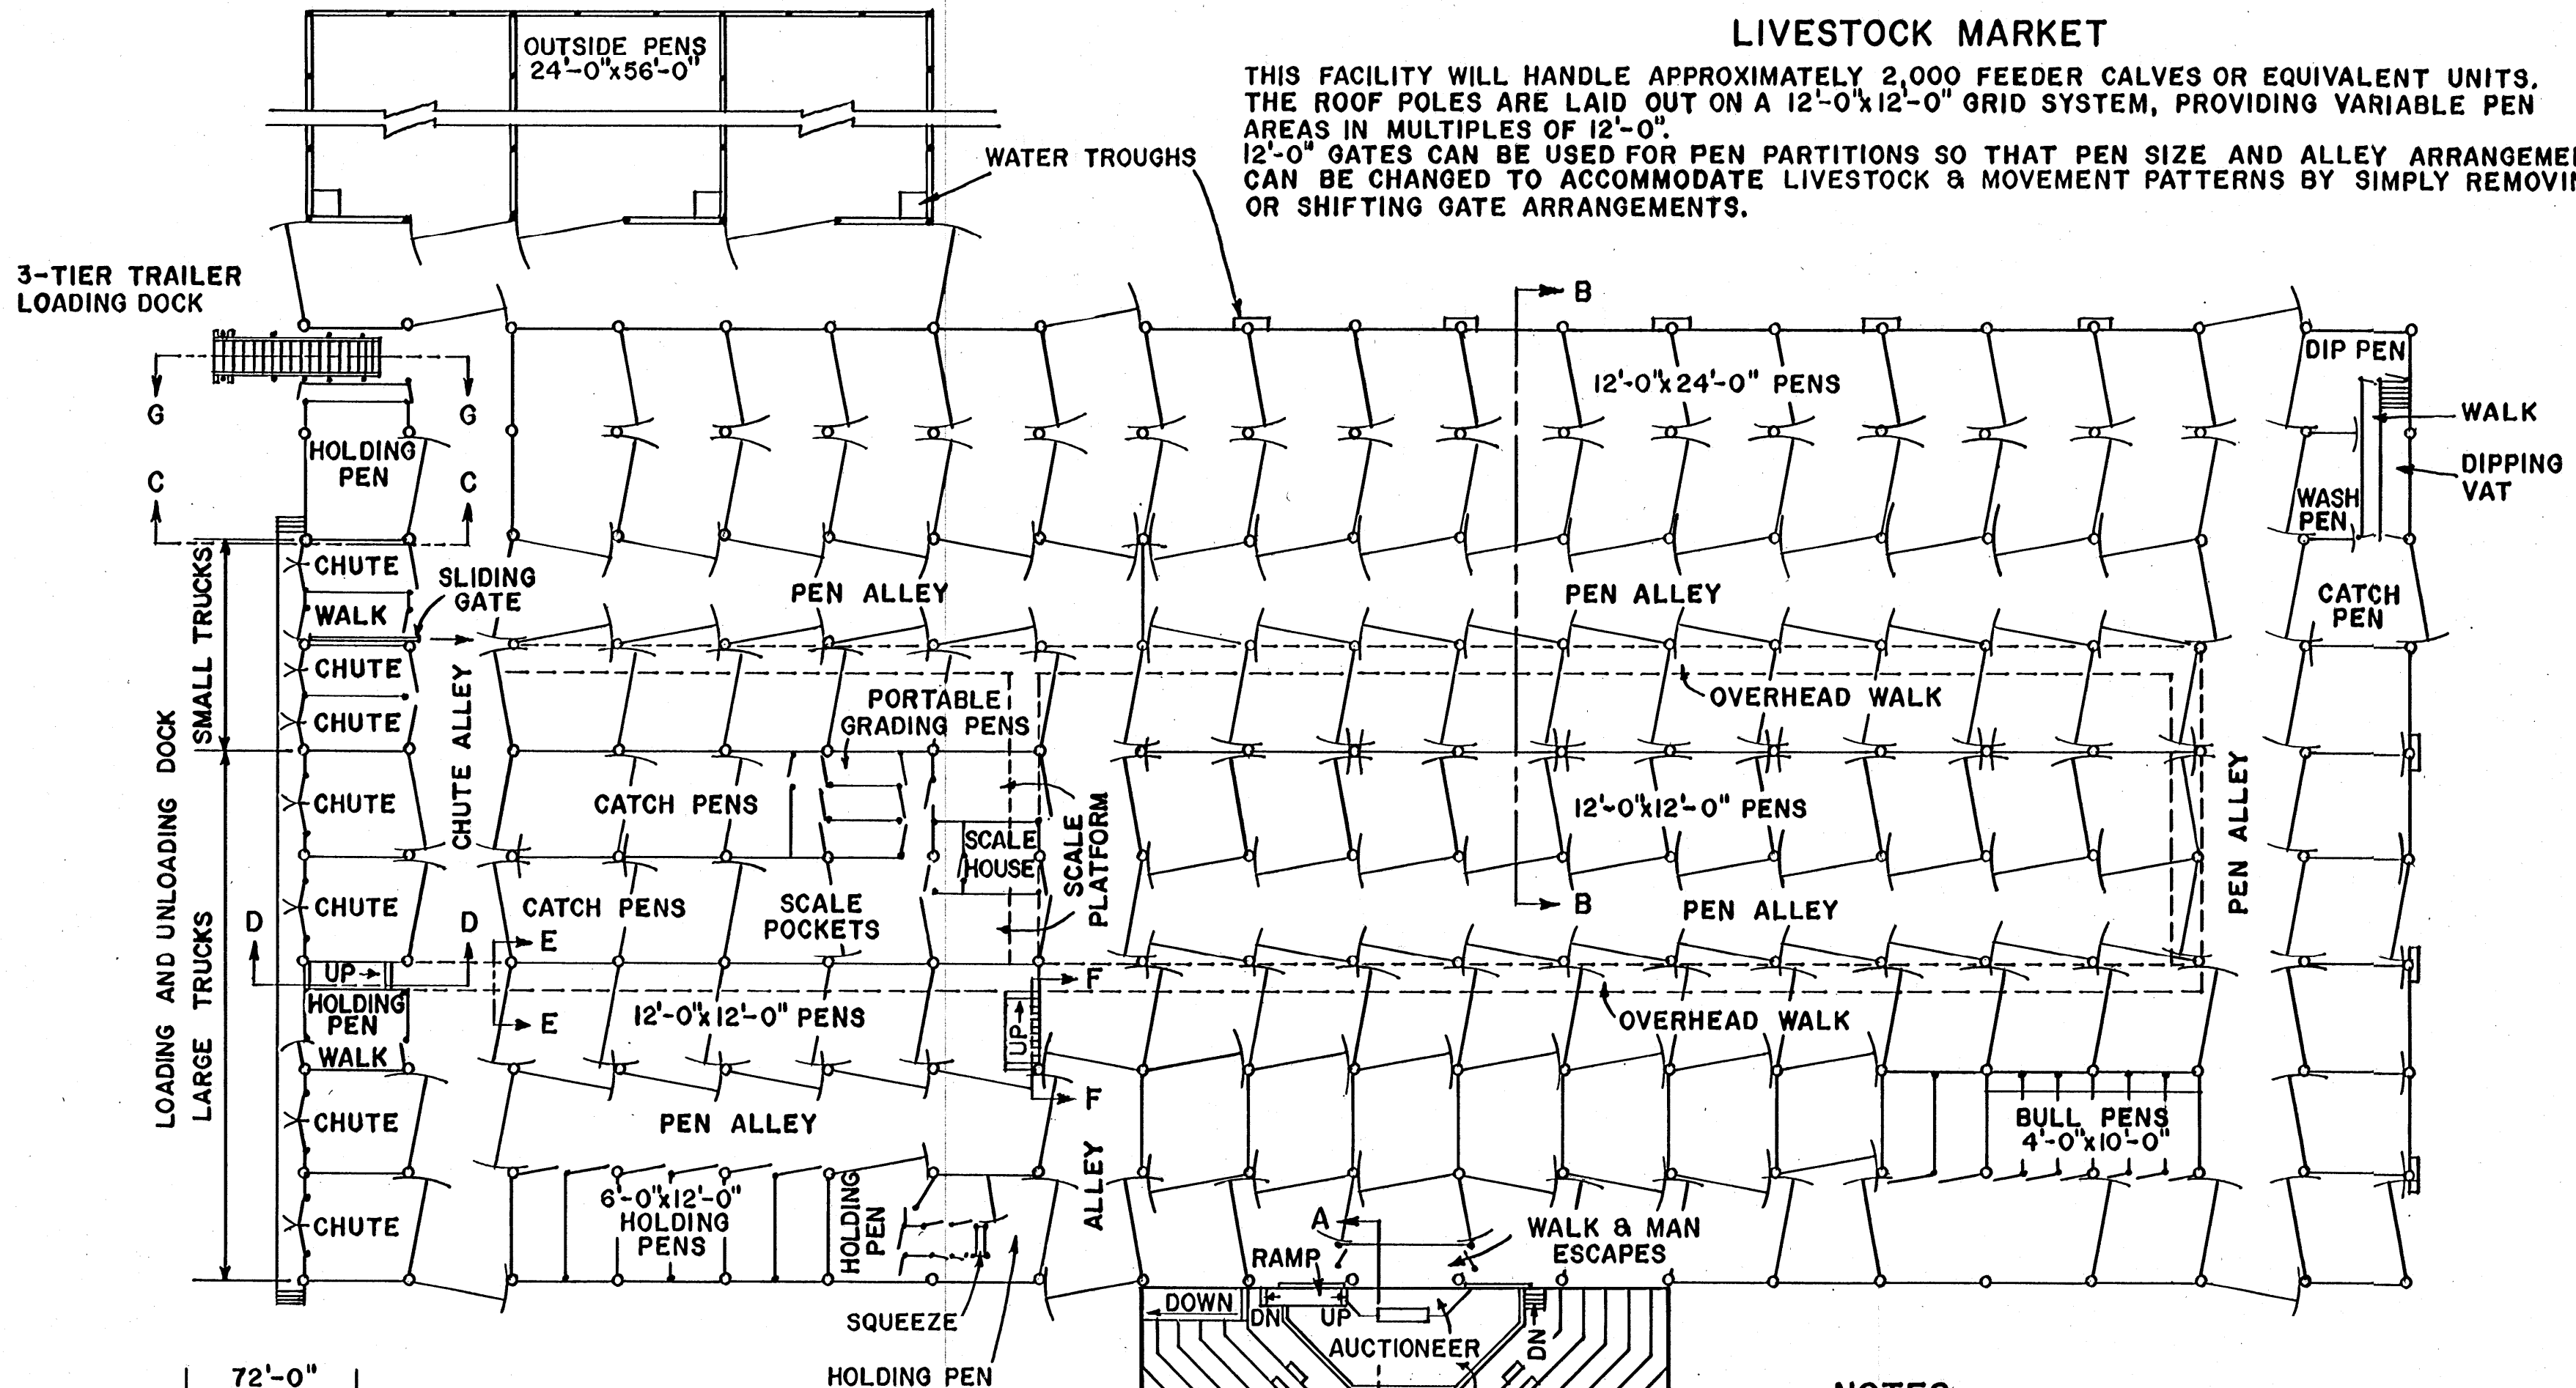 LIVESTOCK MARKET
THIS FACILITY WILL HANDLE APPROXIMATELY 2,000 FEEDER CALVES OR EQUIVALENT UNITS.
THE ROOF POLES ARE LAID OUT ON A 12'-0"x12'-0" GRID SYSTEM, PROVIDING VARIABLE PEN
AREAS IN MULTIPLES OF 12'-0".
12'-0" GATES CAN BE USED FOR PEN PARTITIONS SO THAT PEN SIZE AND ALLEY ARRANGEME
CAN BE CHANGED TO ACCOMMODATE LIVESTOCK & MOVEMENT PATTERNS BY SIMPLY REMOVIN
OR SHIFTING GATE ARRANGEMENTS.
OUTSIDE PENS
24'-0"x56'-0"
WATER TROUGHS
3-TIER TRAILER
LOADING DOCK
B
G
G
HOLDING
PEN
C
C
12'-0"x24'-0" PENS
DIP PEN
WALK
DIPPING
VAT
WASH
PEN
CHUTE
SLIDING
GATE
WALK
PEN ALLEY
PEN ALLEY
CATCH
PEN
SMALL TRUCKS
CHUTE
CHUTE
CHUTE ALLEY
PORTABLE
GRADING PENS
OVERHEAD WALK
LOADING AND UNLOADING DOCK
LARGE TRUCKS
CHUTE
CATCH PENS
SCALE
HOUSE
SCALE
PLATFORM
12'-0"x12'-0" PENS
PEN ALLEY
CHUTE
CATCH PENS
SCALE
POCKETS
B
PEN ALLEY
D
D
E
E
UP
HOLDING
PEN
WALK
12'-0"x12'-0" PENS
UP
F
F
OVERHEAD WALK
CHUTE
PEN ALLEY
ALLEY
BULL PENS
4'-0"x10'-0"
CHUTE
6'-0"x12'-0"
HOLDING
PENS
HOLDING
PEN
A
WALK & MAN
ESCAPES
RAMP
SQUEEZE
HOLDING PEN
DOWN
DN
UP
DN
AUCTIONEER
72'-0"
NOTES